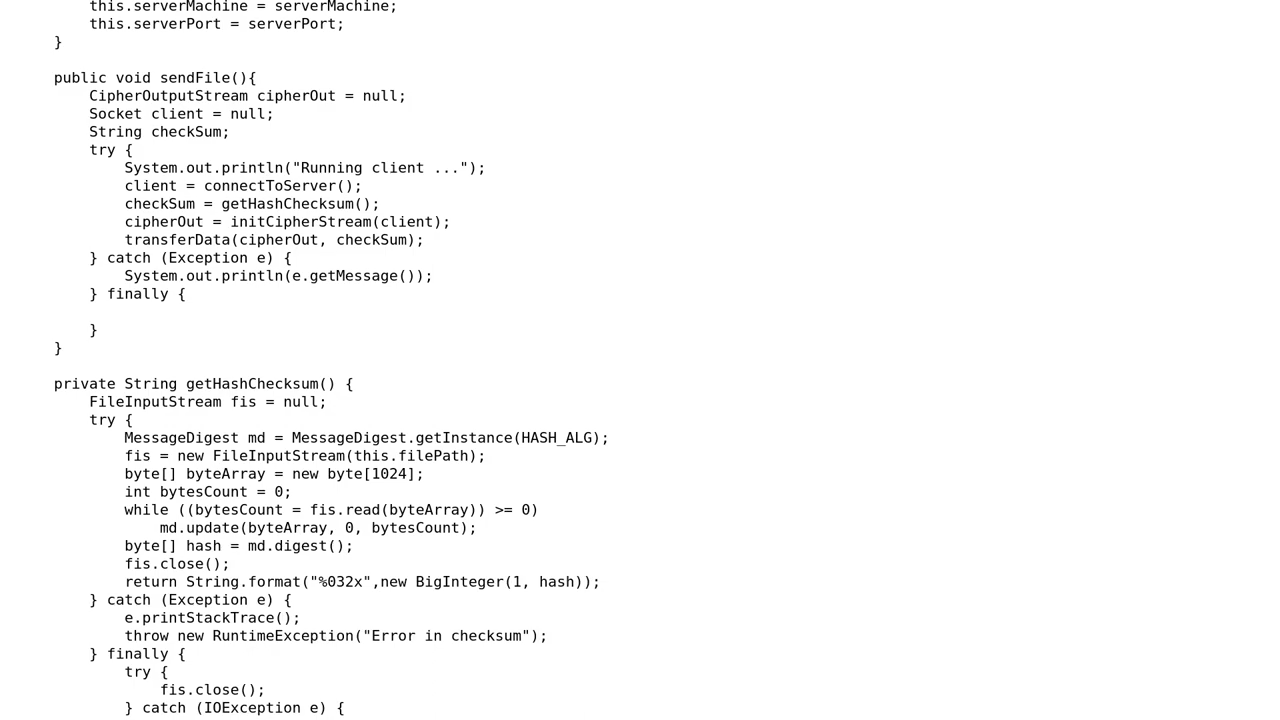 this.serverMachine = serverMachine;
this.serverPort = serverPort;
}
public void sendFile(){
CipherOutputStream cipherOut = null;
Socket client = null;
String checkSum;
try {
System.out.println("Running client ...");
client = connectToServer();
checkSum = getHashChecksum();
cipherOut = initCipherStream(client);
transferData(cipherOut, checkSum);
} catch (Exception e) {
System.out.println(e.getMessage());
} finally {
}
}
private String getHashChecksum() {
FileInputStream fis = null;
try {
MessageDigest md = MessageDigest.getInstance(HASH_ALG);
fis = new FileInputStream(this.filePath);
byte[] byteArray = new byte[1024];
int bytesCount = 0;
while ((bytesCount = fis.read(byteArray)) >= 0)
md.update(byteArray, 0, bytesCount);
byte[] hash = md.digest();
fis.close();
return String.format("%032x",new BigInteger(1, hash));
} catch (Exception e) {
e.printStackTrace();
throw new RuntimeException("Error in checksum");
} finally {
try {
fis.close();
} catch (IOException e) {